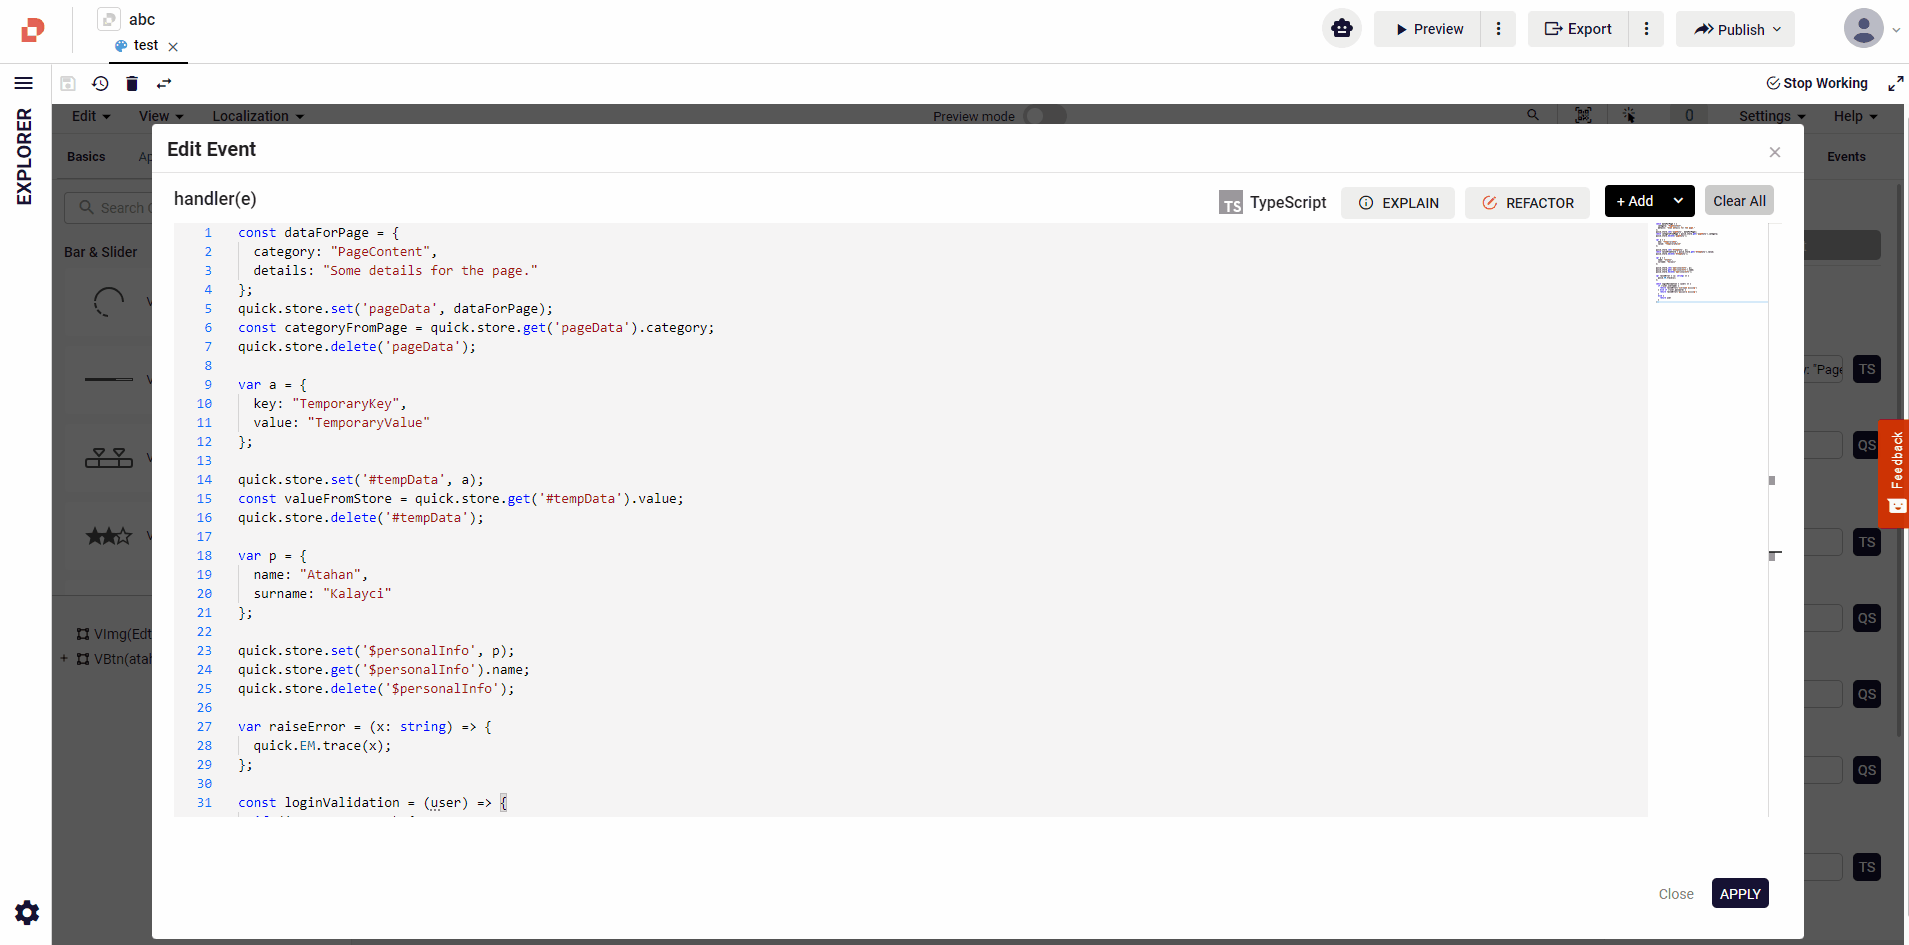 abc
test
Preview
Export
Publish
Stop Working
EXPLORER
Edit
View
Localization
Preview mode
0
Settings
Help
Basics
Ap
Events
Search C
Bar & Slider
V
V
V
V
VImg(Edt
+ VBtn(atah
Edit Event
handler(e)
TS TypeScript
EXPLAIN
REFACTOR
+ Add
Clear All
1 const dataForPage = {
2 category: "PageContent",
3 details: "Some details for the page."
4 };
5 quick.store.set('pageData', dataForPage);
6 const categoryFromPage = quick.store.get('pageData').category;
7 quick.store.delete('pageData');
8
9 var a = {
10 key: "TemporaryKey",
11 value: "TemporaryValue"
12 };
13
14 quick.store.set('#tempData', a);
15 const valueFromStore = quick.store.get('#tempData').value;
16 quick.store.delete('#tempData');
17
18 var p = {
19 name: "Atahan",
20 surname: "Kalayci"
21 };
22
23 quick.store.set('$personalInfo', p);
24 quick.store.get('$personalInfo').name;
25 quick.store.delete('$personalInfo');
26
27 var raiseError = (x: string) => {
28 quick.EM.trace(x);
29 };
30
31 const loginValidation = (user) => {
: "Page
TS
QS
TS
QS
QS
QS
TS
Feedback
Close
APPLY